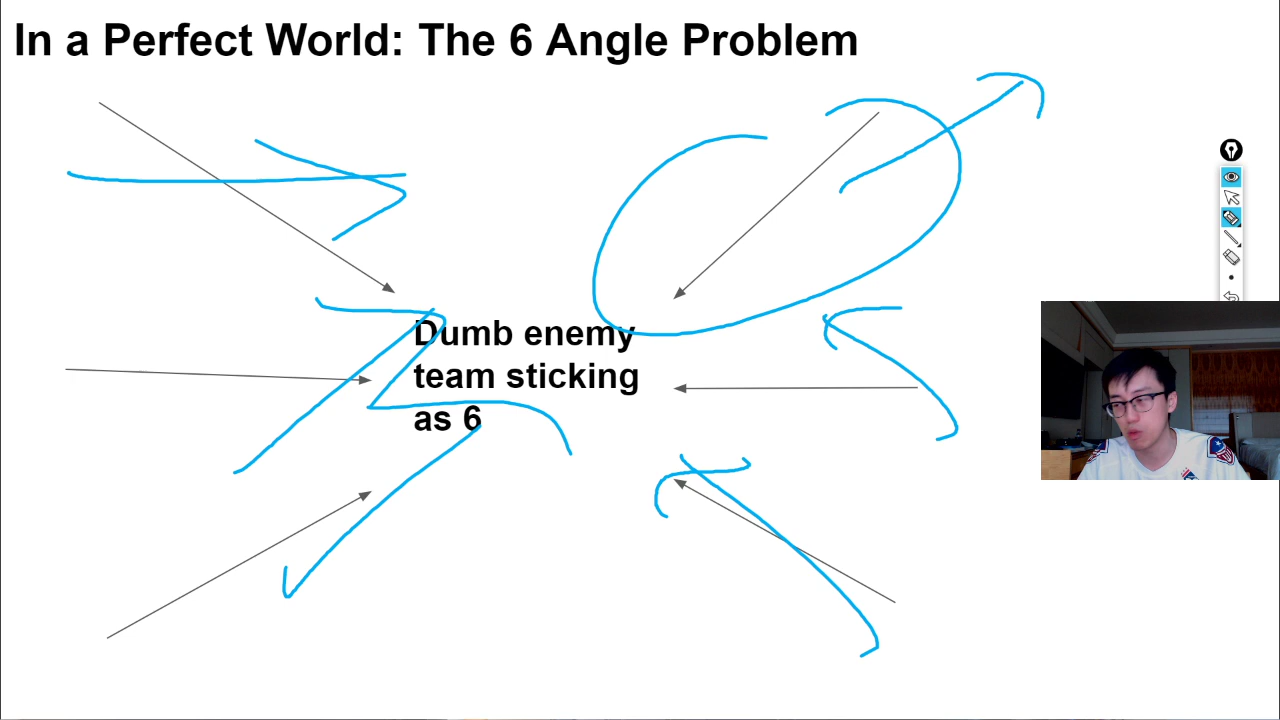 In a Perfect World: The 6 Angle Problem
Dumb enemy
team sticking
as 6